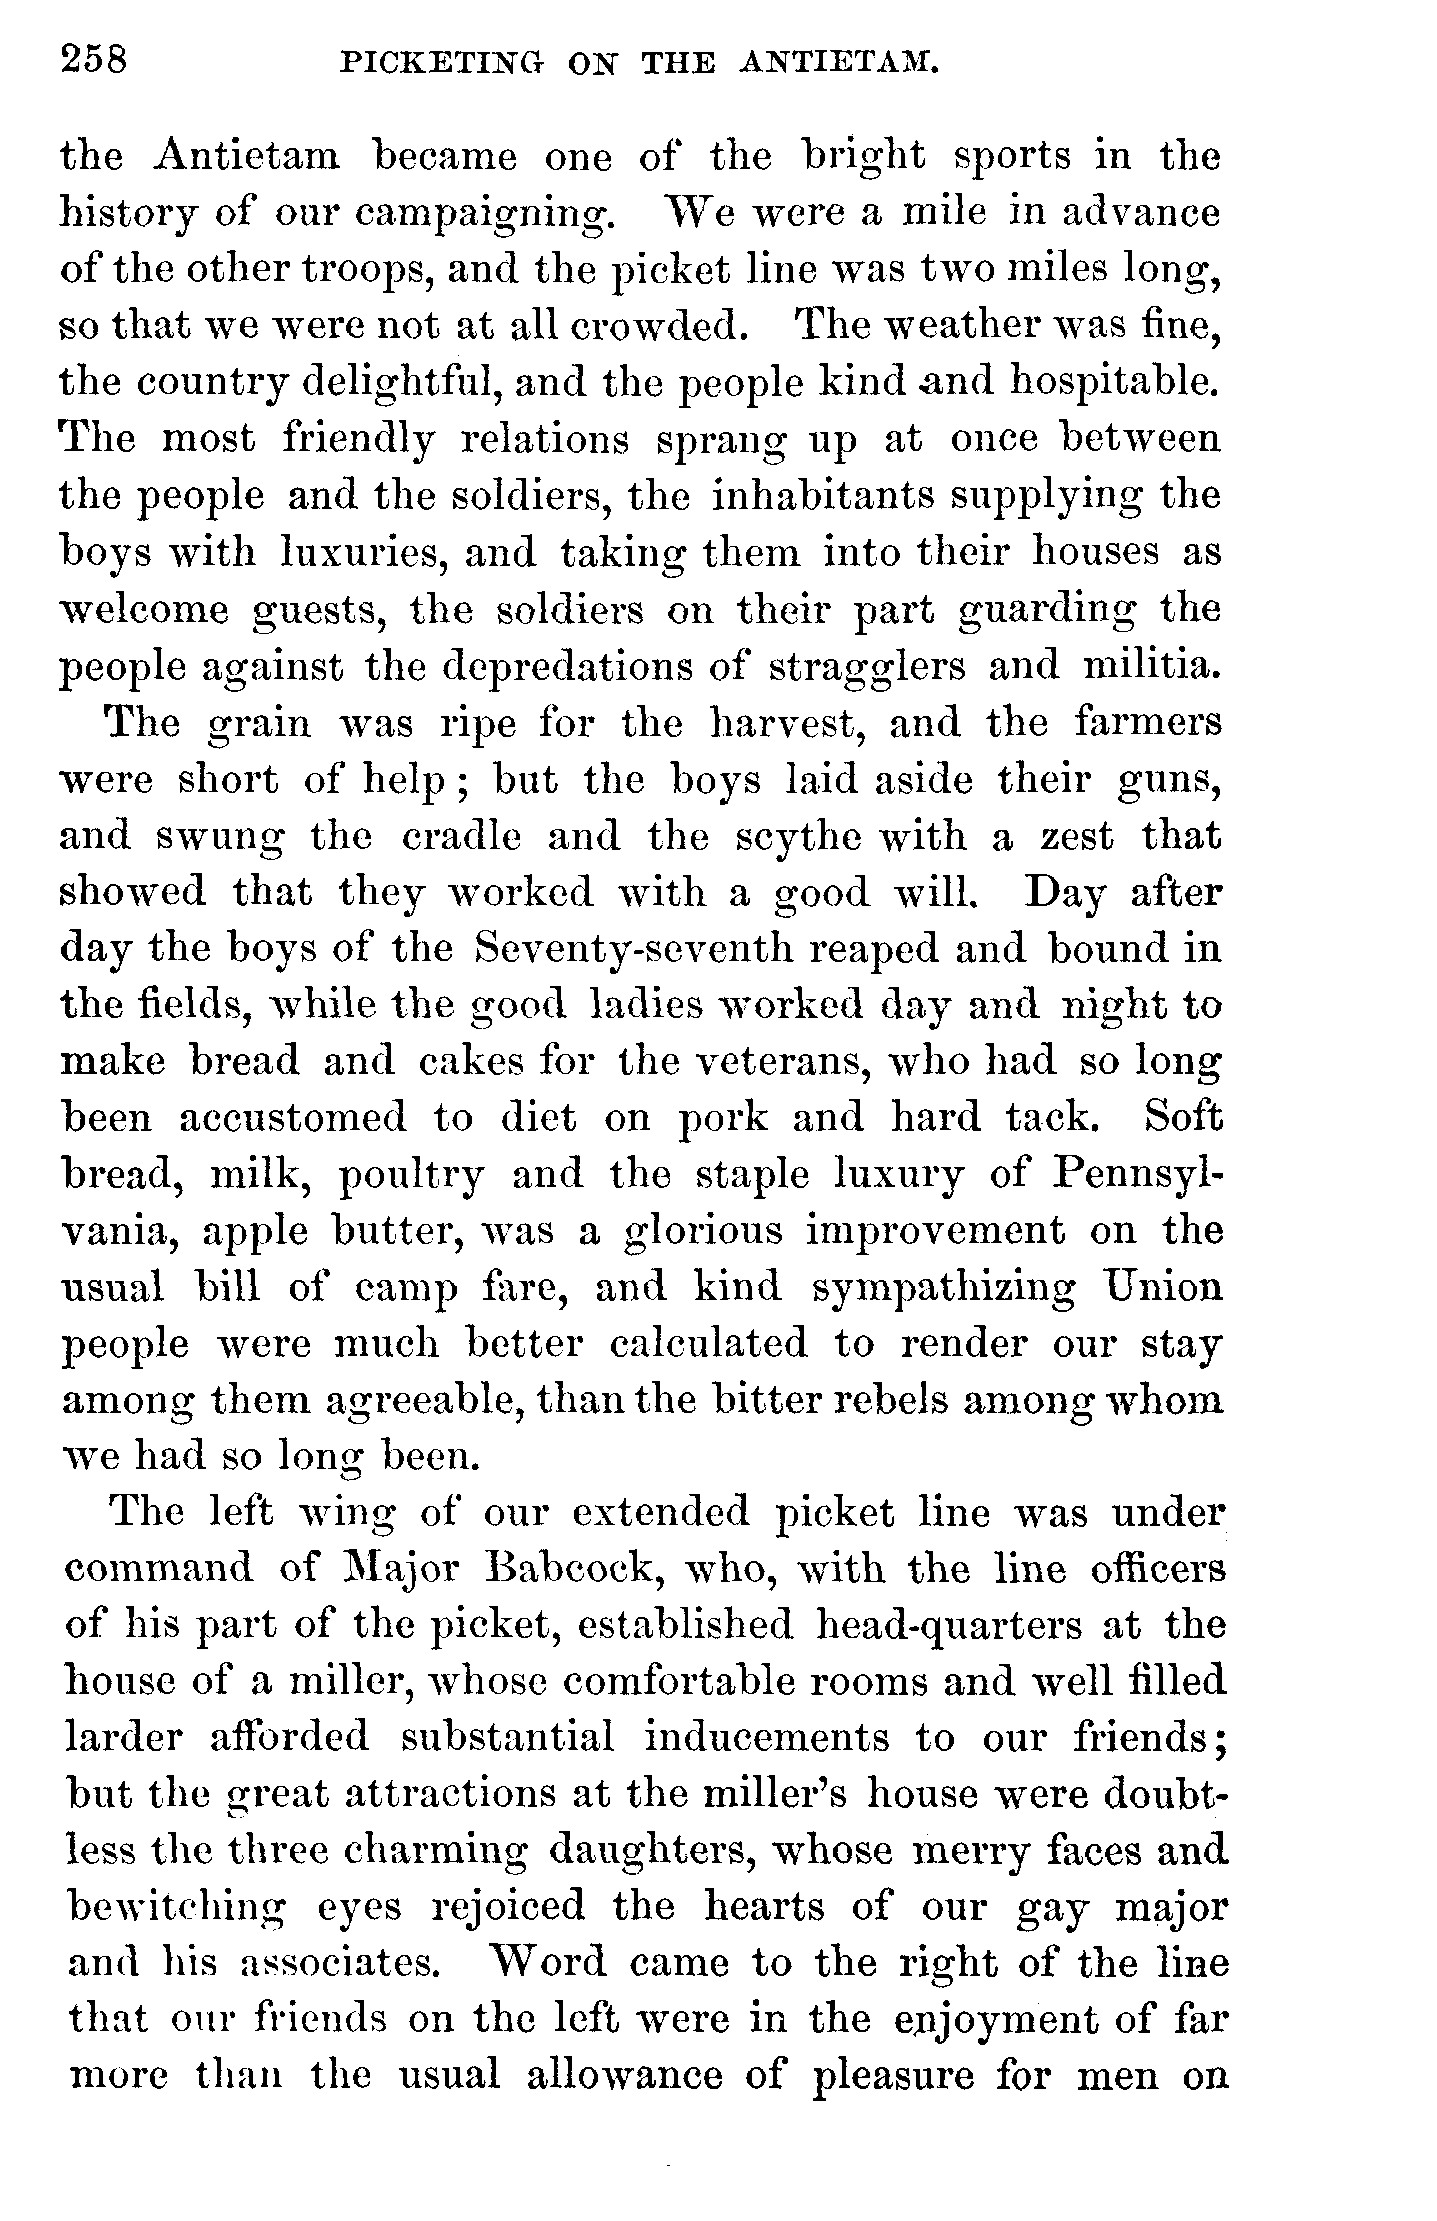 258 PICKETING ON THE ANTIETAM.
the Antietam became one of the bright sports in the
history of our campaigning. We were a mile in advance
of the other troops, and the picket line was two miles long,
so that we were not at all crowded. The weather was fine,
the country delightful, and the people kind and hospitable.
The most friendly relations sprang up at once between
the people and the soldiers, the inhabitants supplying the
boys with luxuries, and taking them into their houses as
welcome guests, the soldiers on their part guarding the
people against the depredations of stragglers and militia.
The grain was ripe for the harvest, and the farmers
were short of help ; but the boys laid aside their guns,
and swung the cradle and the scythe with a zest that
showed that they worked with a good will. Day after
day the boys of the Seventy-seventh reaped and bound in
the fields, while the good ladies worked day and night to
make bread and cakes for the veterans, who had so long
been accustomed to diet on pork and hard tack. Soft
bread, milk, poultry and the staple luxury of Pennsyl-
vania, apple butter, was a glorious improvement on the
usual bill of camp fare, and kind sympathizing Union
people were much better calculated to render our stay
among them agreeable, than the bitter rebels among whom
we had so long been.
The left wing of our extended picket line was under
command of Major Babcock, who, with the line officers
of his part of the picket, established head-quarters at the
house of a miller, whose comfortable rooms and well filled
larder afforded substantial inducements to our friends;
but the great attractions at the miller's house were doubt-
less the three charming daughters, whose merry faces and
bewitching eyes rejoiced the hearts of our gay major
and his associates. Word came to the right of the line
that our friends on the left were in the enjoyment of far
more than the usual allowance of pleasure for men on